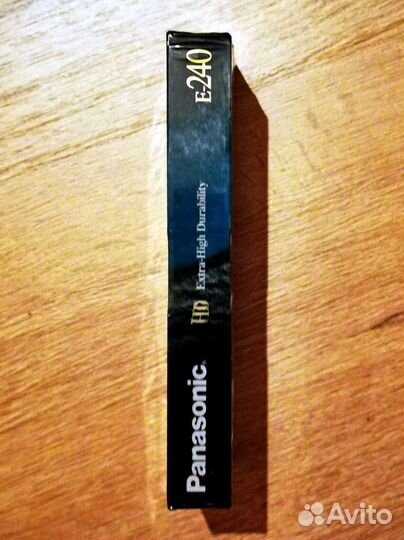 Panasonic®
HD Extra-High Durability
E-240
Avito